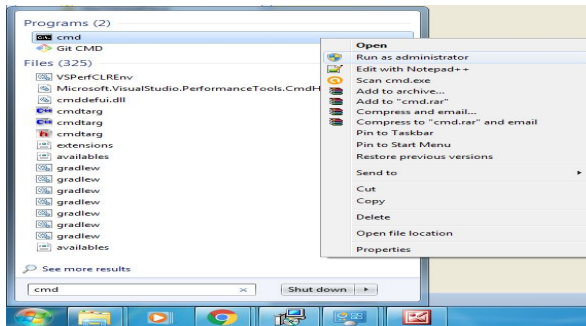 Programs (2)
cmd
Git CMD
Files (325)
VSPerfCLREnv
Microsoft.VisualStudio.PerformanceTools.CmdH
cmddefui.dll
cmdtarg
cmdtarg
cmdtarg
extensions
availables
gradlew
gradlew
gradlew
gradlew
gradlew
gradlew
availables
See more results
cmd
Shut down
Open
Run as administrator
Edit with Notepad++
Scan cmd.exe
Add to archive...
Add to "cmd.rar"
Compress and email...
Compress to "cmd.rar" and email
Pin to Taskbar
Pin to Start Menu
Restore previous versions
Send to
Cut
Copy
Delete
Open file location
Properties